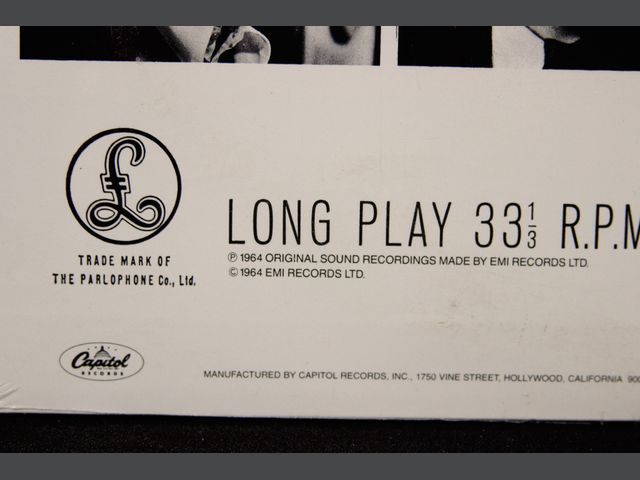 £
TRADE MARK OF
THE PARLOPHONE Co., Ltd.
LONG PLAY 33 1/3 R.P.M
℗ 1964 ORIGINAL SOUND RECORDINGS MADE BY EMI RECORDS LTD.
© 1964 EMI RECORDS LTD.
Capitol
RECORDS
MANUFACTURED BY CAPITOL RECORDS, INC., 1750 VINE STREET, HOLLYWOOD, CALIFORNIA 900